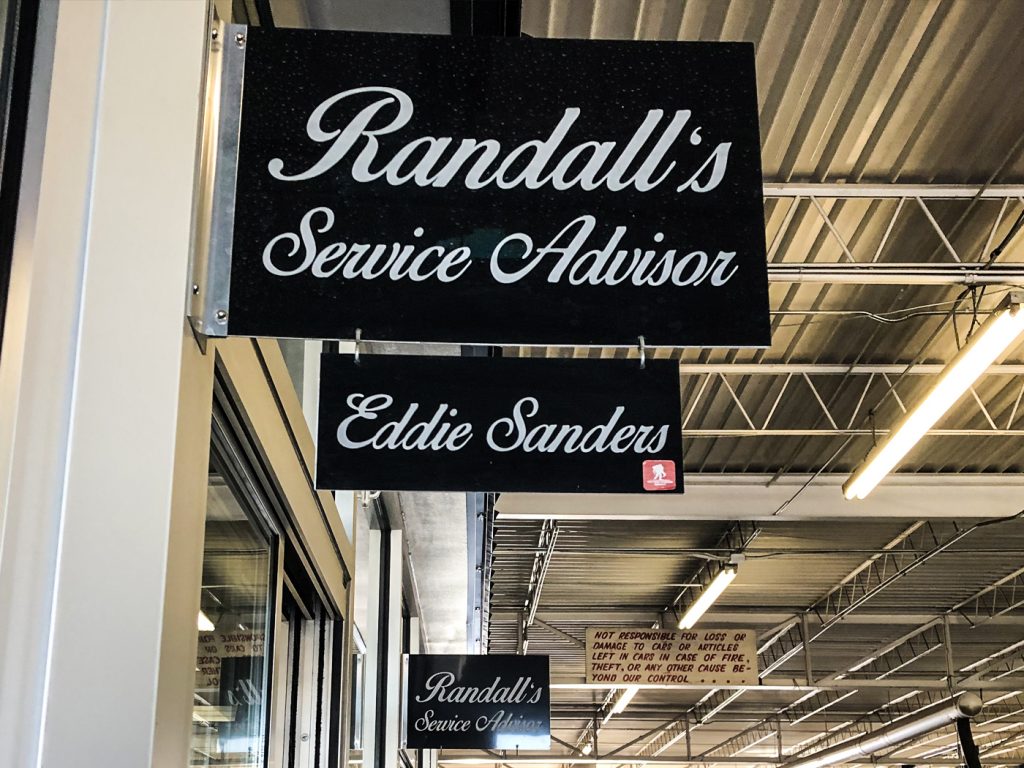 Randall's
Service Advisor
Eddie Sanders
NOT RESPONSIBLE FOR LOSS OR
DAMAGE TO CARS OR ARTICLES
LEFT IN CARS IN CASE OF FIRE,
THEFT, OR ANY OTHER CAUSE BE-
YOND OUR CONTROL . . . . .
Randall's
Service Advisor